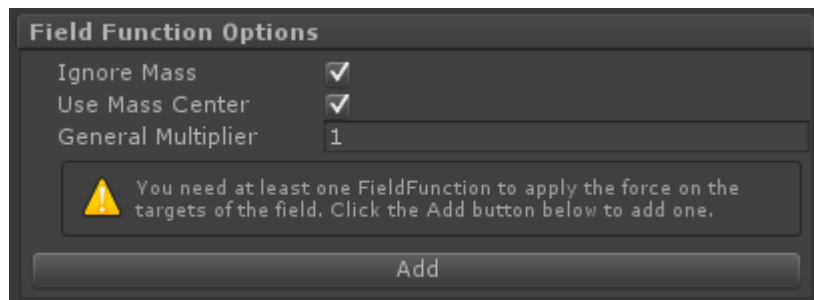 Field Function Options
Ignore Mass
Use Mass Center
General Multiplier 1
You need at least one FieldFunction to apply the force on the
targets of the field. Click the Add button below to add one.
Add